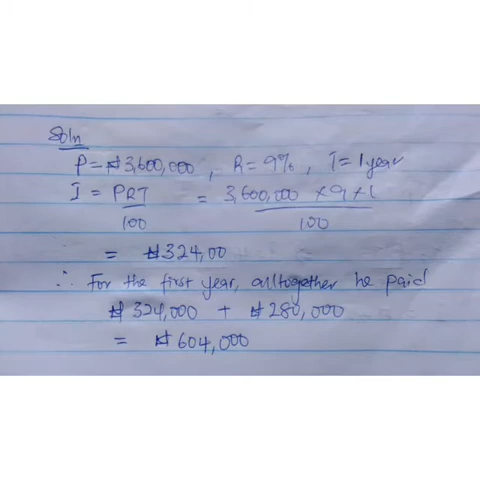 Soln
P = ₦3,600,000 , R = 9% , T = 1 year
I = PRT/100 = 3,600,000 × 9 × 1/100
= ₦324,00
∴ For the first year, alltogether he paid
₦324,000 + ₦280,000
= ₦604,000